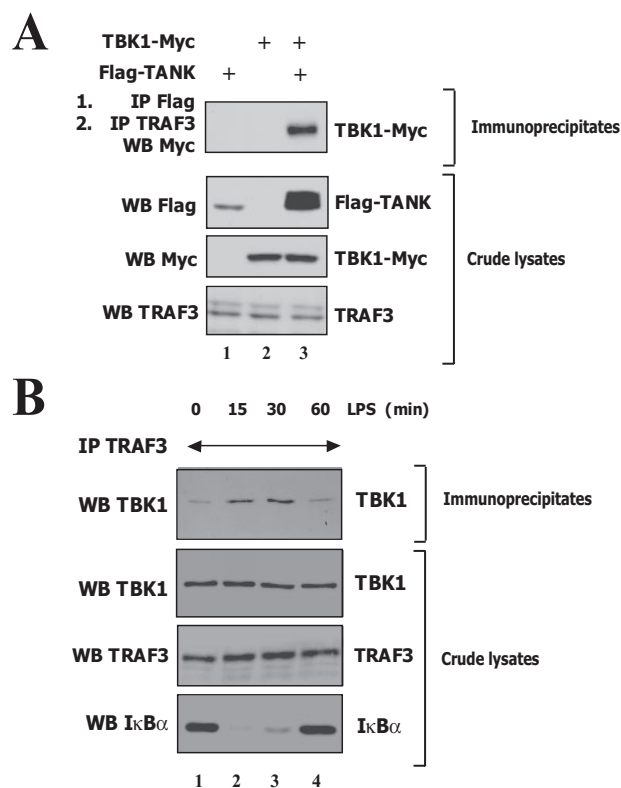 A
TBK1-Myc + +
Flag-TANK + +
1. IP Flag
2. IP TRAF3
WB Myc
TBK1-Myc
Immunoprecipitates
WB Flag
Flag-TANK
WB Myc
TBK1-Myc
Crude lysates
WB TRAF3
TRAF3
1 2 3
B
0 15 30 60 LPS (min)
IP TRAF3
WB TBK1
TBK1
Immunoprecipitates
WB TBK1
TBK1
WB TRAF3
TRAF3
Crude lysates
WB IκBα
IκBα
1 2 3 4